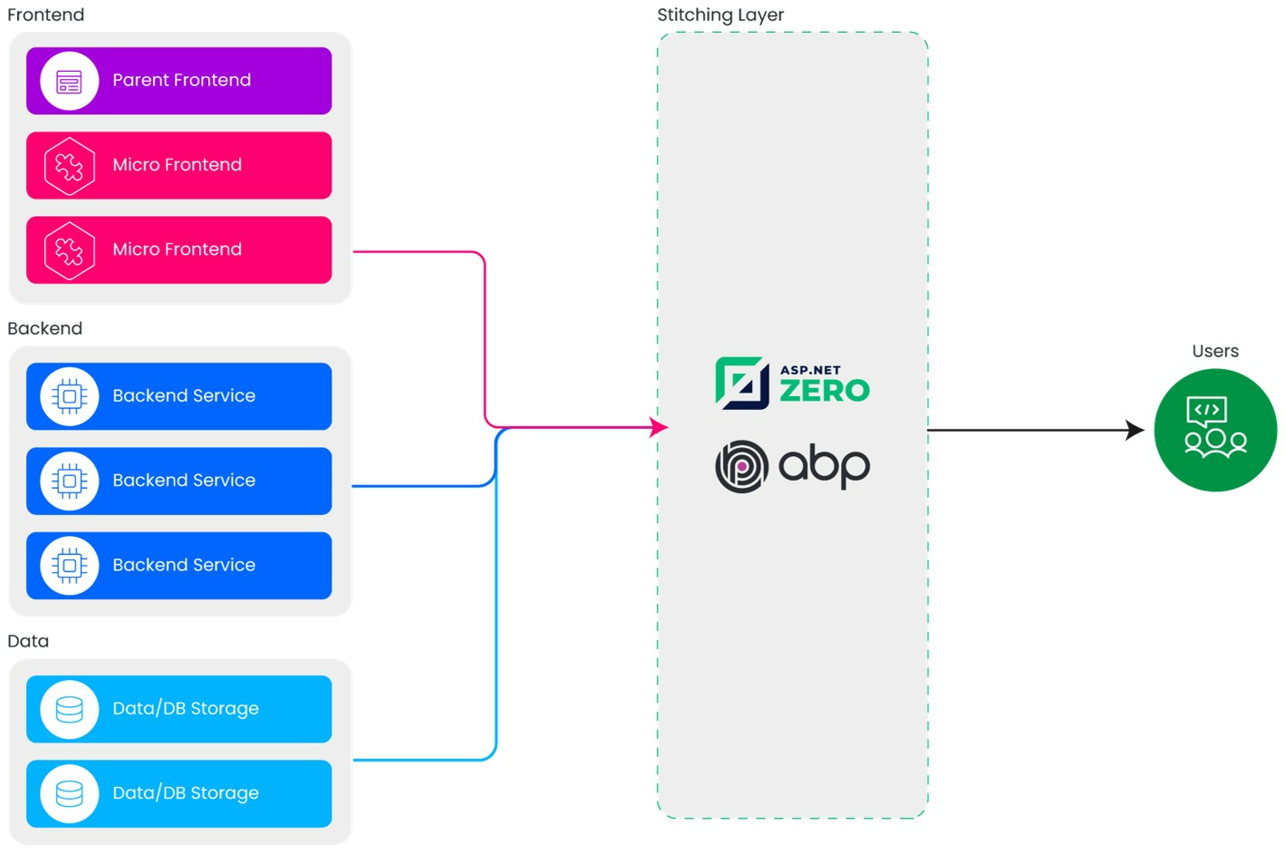 Frontend
Parent Frontend
Micro Frontend
Micro Frontend
Backend
Backend Service
Backend Service
Backend Service
Data
Data/DB Storage
Data/DB Storage
Stitching Layer
ASP.NET
ZERO
abp
Users
</>